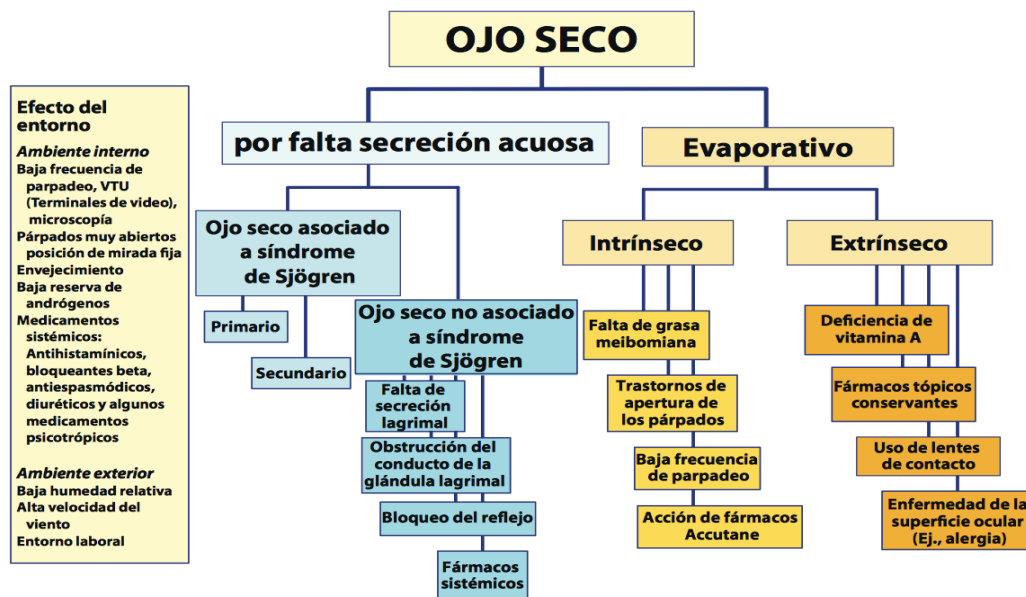 OJO SECO
Efecto del
entorno
Ambiente interno
Baja frecuencia de
parpadeo, VTU
(Terminales de video),
microscopía
Párpados muy abiertos
posición de mirada fija
Envejecimiento
Baja reserva de
andrógenos
Medicamentos
sistémicos:
Antihistamínicos,
bloqueantes beta,
antiespasmódicos,
diuréticos y algunos
medicamentos
psicotrópicos
Ambiente exterior
Baja humedad relativa
Alta velocidad del
viento
Entorno laboral
por falta secreción acuosa
Ojo seco asociado
a síndrome
de Sjögren
Primario
Secundario
Ojo seco no asociado
a síndrome
de Sjögren
Falta de
secreción
lagrimal
Obstrucción del
conducto de la
glándula lagrimal
Bloqueo del reflejo
Fármacos
sistémicos
Evaporativo
Intrínseco
Falta de grasa
meibomiana
Trastornos de
apertura de
los párpados
Baja frecuencia
de parpadeo
Acción de fármacos
Accutane
Extrínseco
Deficiencia de
vitamina A
Fármacos tópicos
conservantes
Uso de lentes
de contacto
Enfermedad de la
superficie ocular
(Ej., alergia)